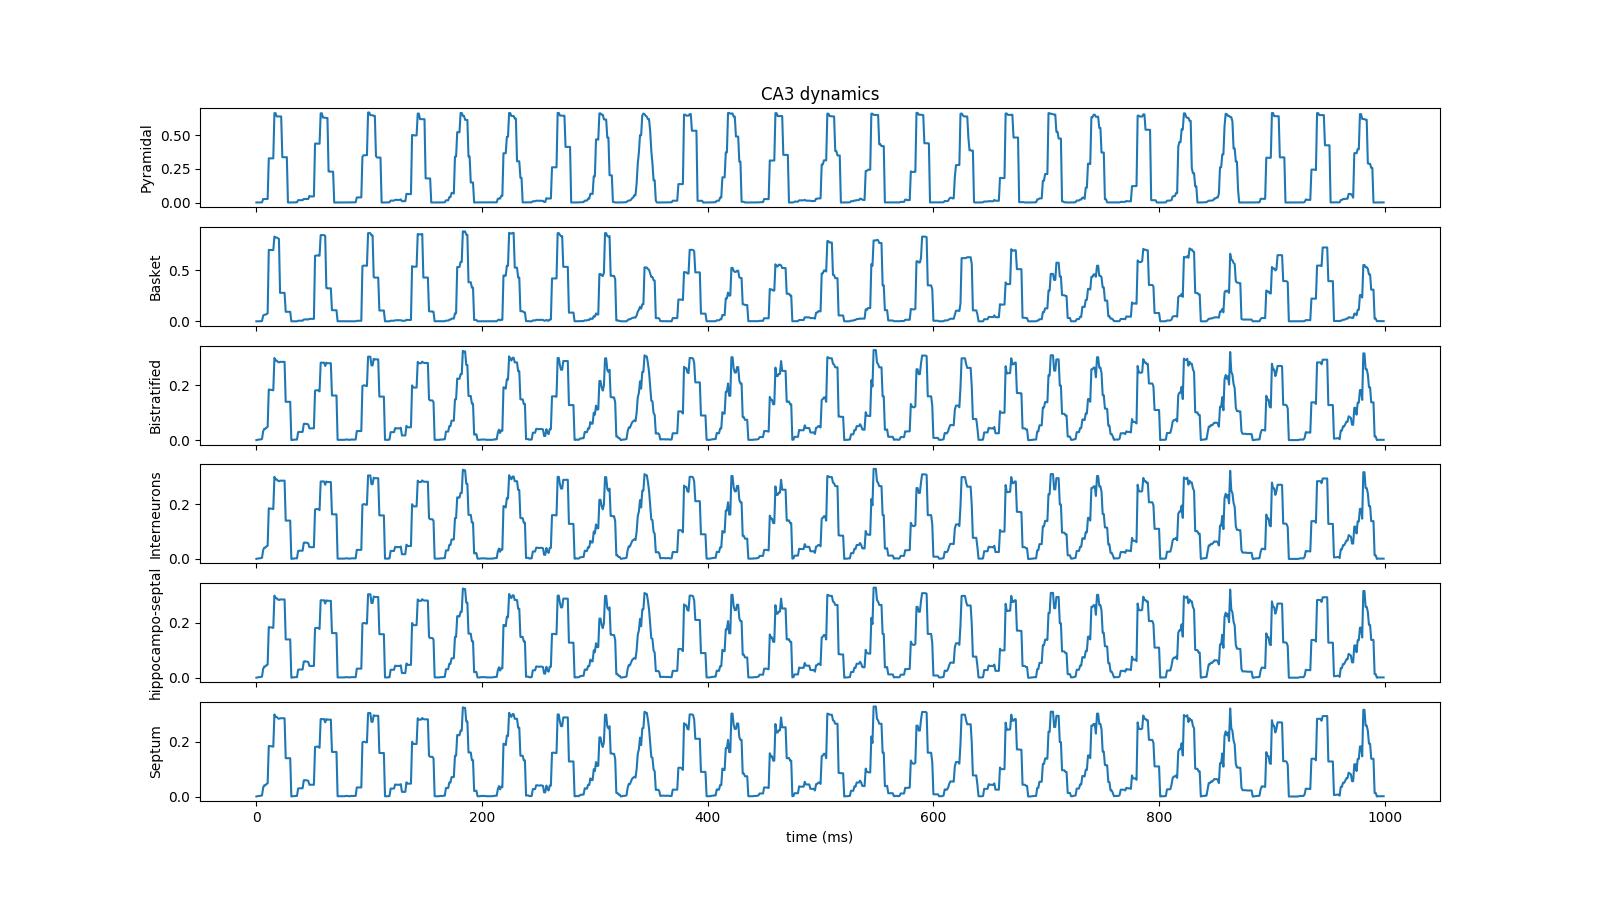 CA3 dynamics
Pyramidal
0.50
0.25
0.00
Basket
0.5
0.0
Bistratified
0.2
0.0
Interneurons
0.2
0.0
hippocampo-septal
0.2
0.0
Septum
0.2
0.0
0 200 400 600 800 1000
time (ms)